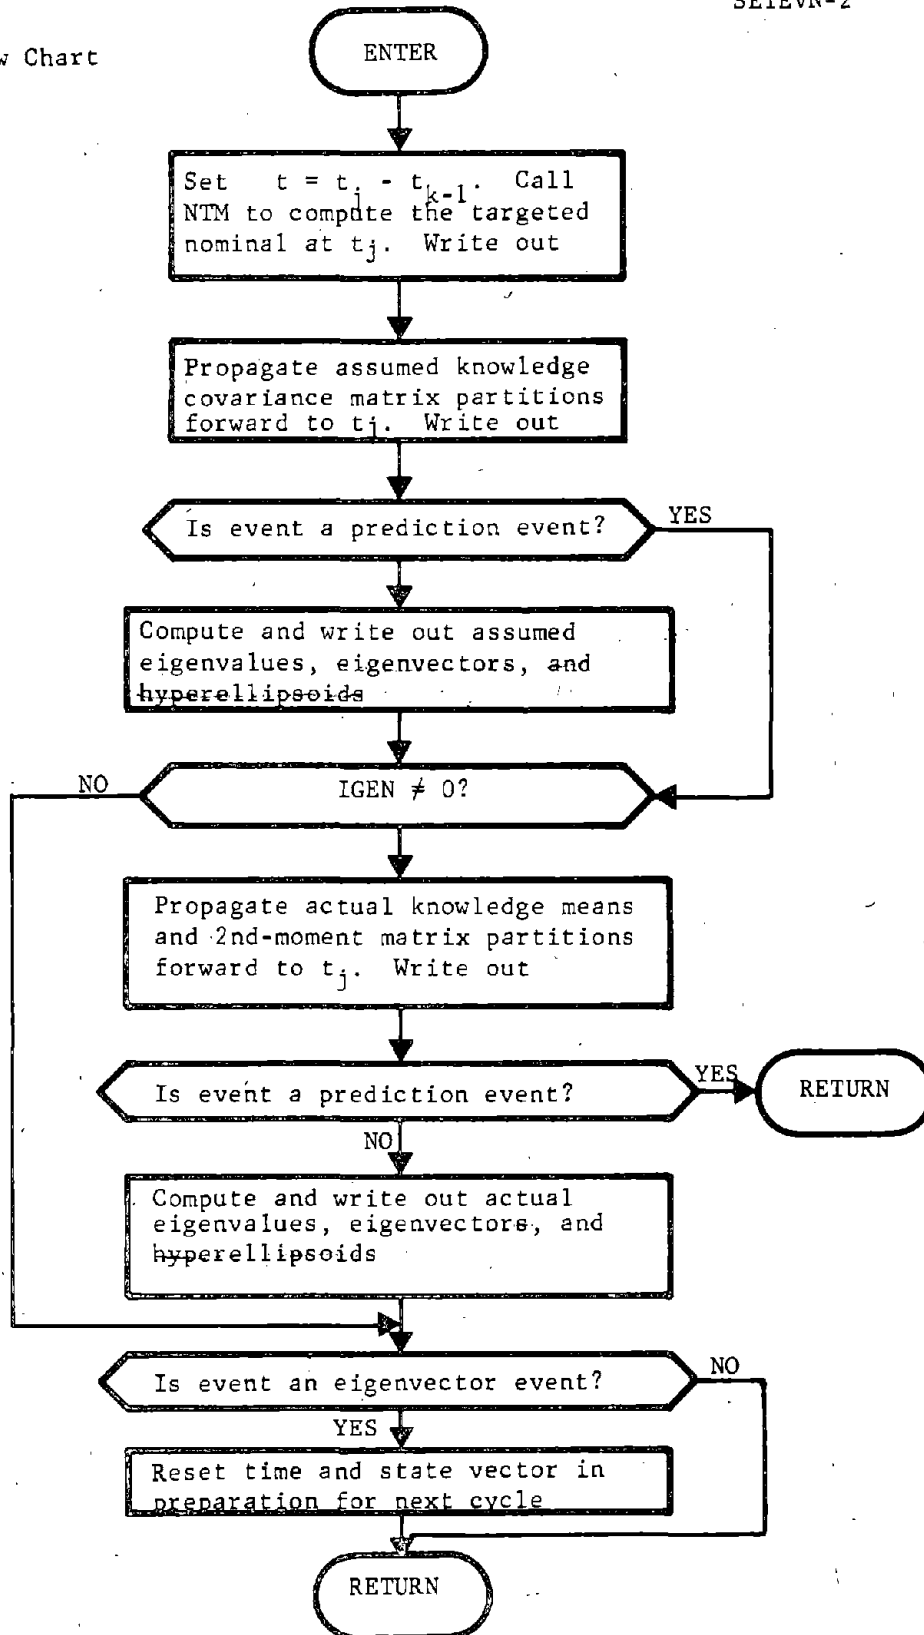 SETEVN-2
w Chart
ENTER
Set t = tj - tk-1. Call
NTM to compute the targeted
nominal at tj. Write out
Propagate assumed knowledge
covariance matrix partitions
forward to tj. Write out
Is event a prediction event?
YES
Compute and write out assumed
eigenvalues, eigenvectors, and
hyperellipsoids
NO
IGEN ≠ 0?
Propagate actual knowledge means
and 2nd-moment matrix partitions
forward to tj. Write out
Is event a prediction event?
YES
RETURN
NO
Compute and write out actual
eigenvalues, eigenvectors, and
hyperellipsoids
Is event an eigenvector event?
NO
YES
Reset time and state vector in
preparation for next cycle
RETURN